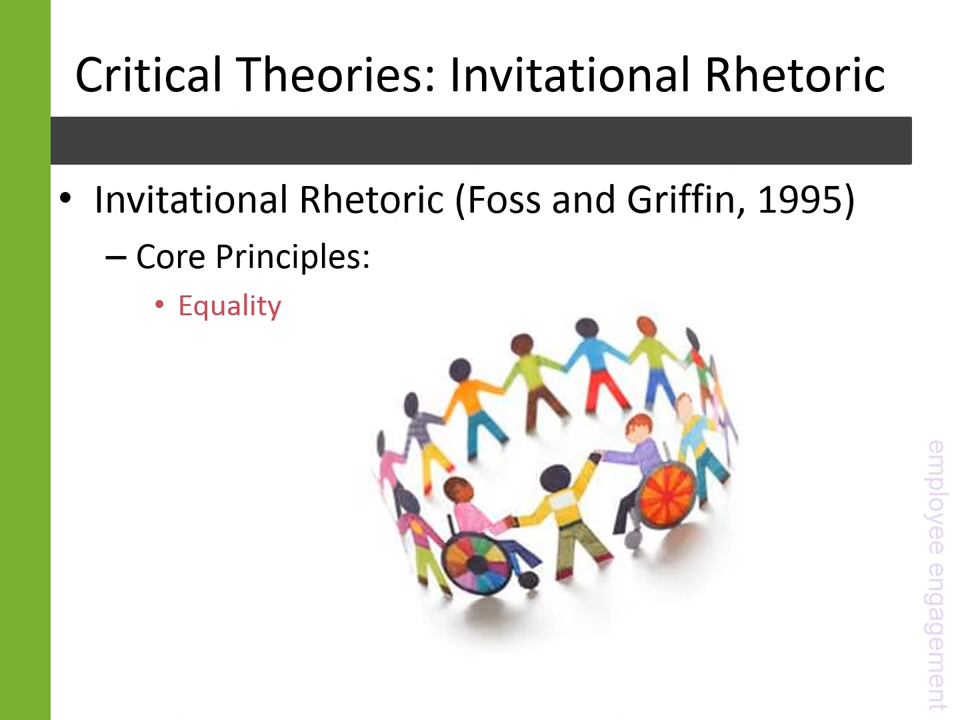 Critical Theories: Invitational Rhetoric
• Invitational Rhetoric (Foss and Griffin, 1995)
– Core Principles:
• Equality
employee engagement